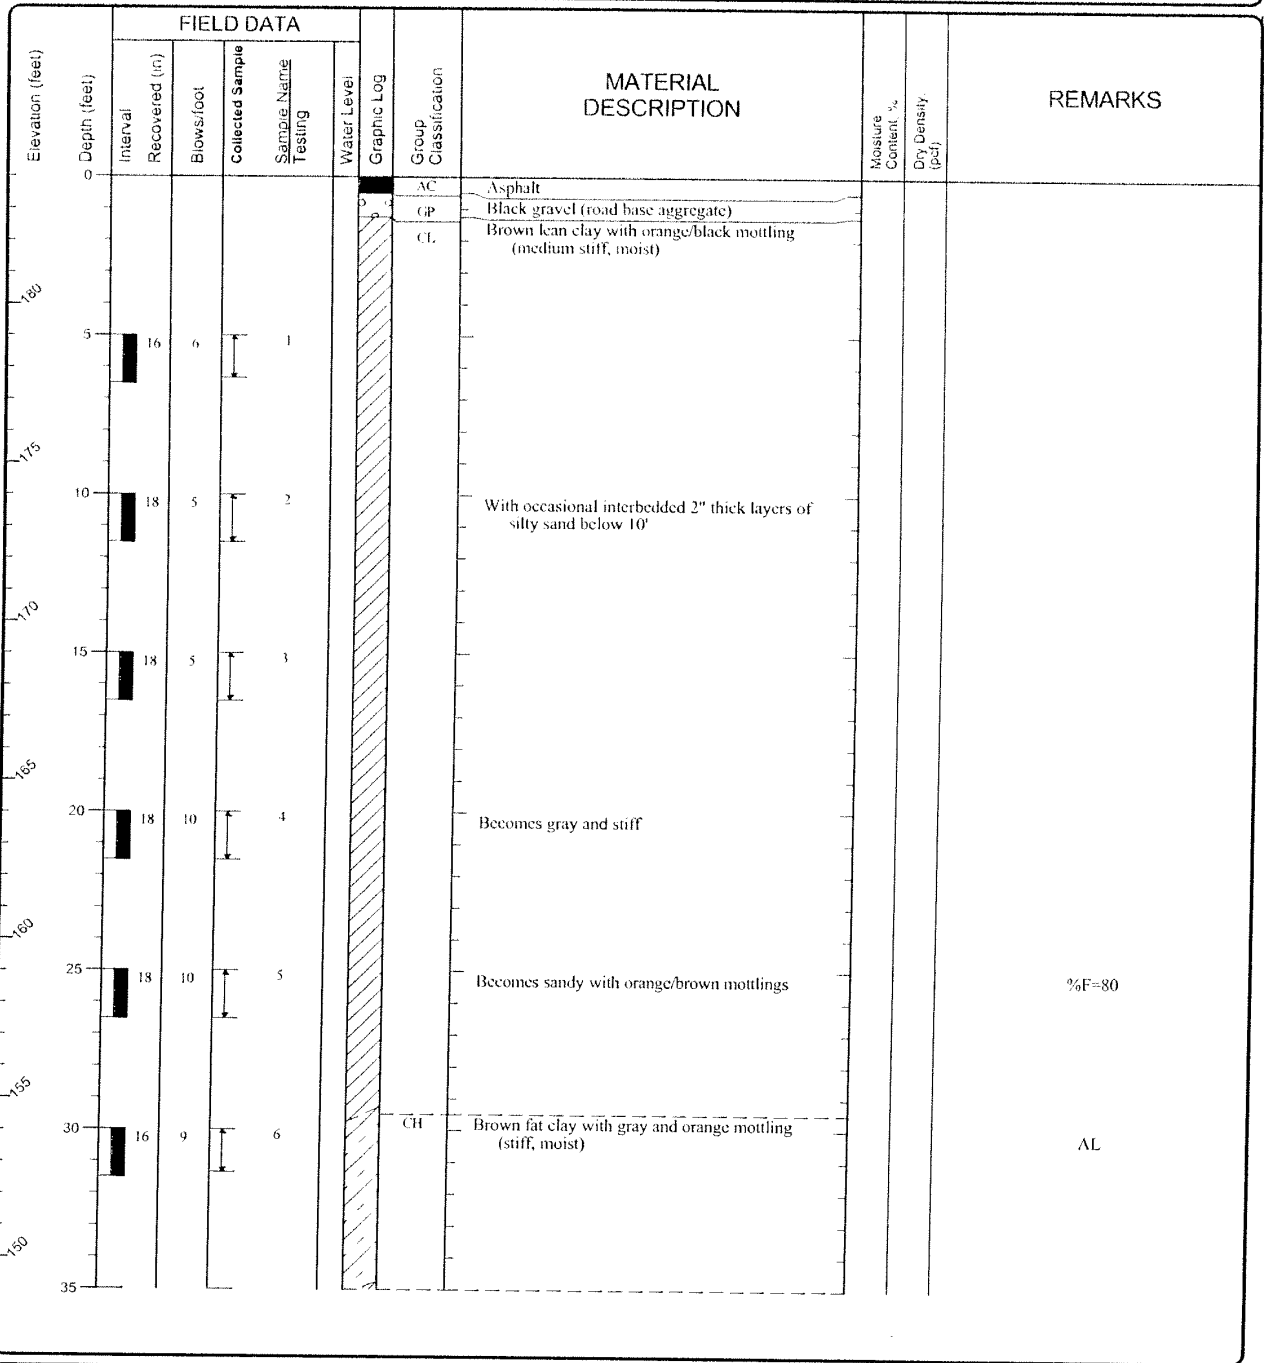 FIELD DATA
Elevation (feet)
Depth (feet)
Interval
Recovered (in)
Blows/foot
Collected Sample
Sample Name
Testing
Water Level
Graphic Log
Group
Classification
MATERIAL
DESCRIPTION
Moisture
Content, %
Dry Density,
(pcf)
REMARKS
0
AC
Asphalt
GP
Black gravel (road base aggregate)
CL
Brown lean clay with orange/black mottling
(medium stiff, moist)
180
5
16
6
1
175
10
18
5
2
With occasional interbedded 2" thick layers of
silty sand below 10'
170
15
18
5
3
165
20
18
10
4
Becomes gray and stiff
160
25
18
10
5
Becomes sandy with orange/brown mottlings
%F=80
155
30
16
9
6
CH
Brown fat clay with gray and orange mottling
(stiff, moist)
AL
150
35